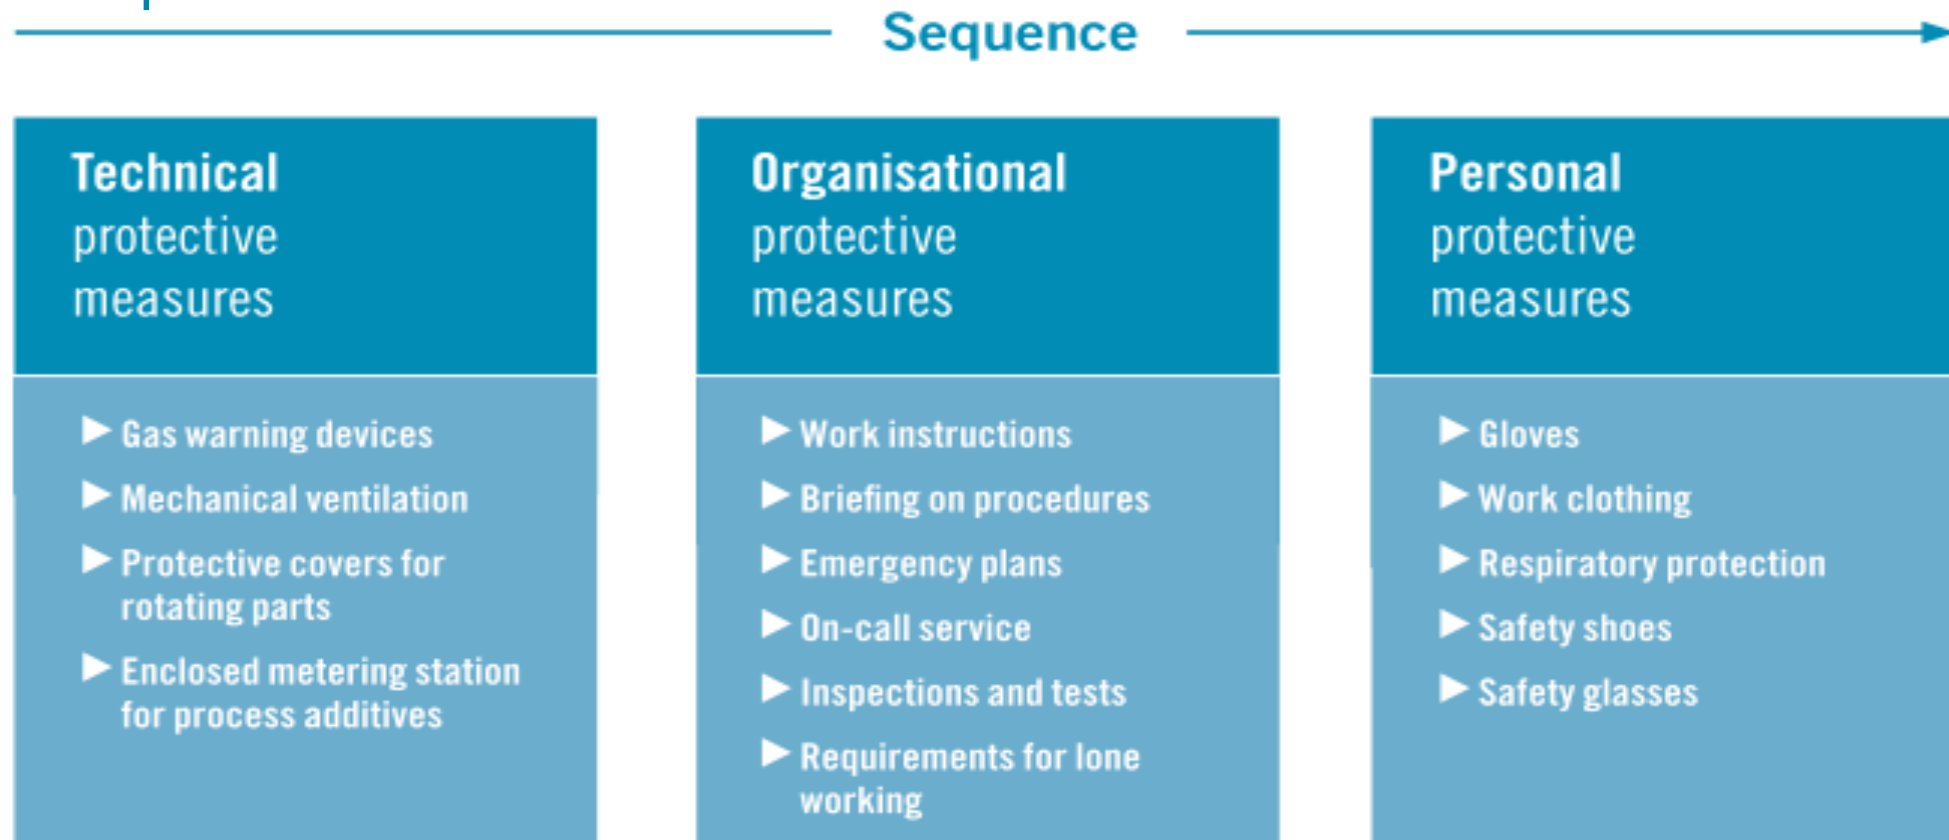 Sequence
Technical
protective
measures
▶ Gas warning devices
▶ Mechanical ventilation
▶ Protective covers for
rotating parts
▶ Enclosed metering station
for process additives
Organisational
protective
measures
▶ Work instructions
▶ Briefing on procedures
▶ Emergency plans
▶ On-call service
▶ Inspections and tests
▶ Requirements for lone
working
Personal
protective
measures
▶ Gloves
▶ Work clothing
▶ Respiratory protection
▶ Safety shoes
▶ Safety glasses